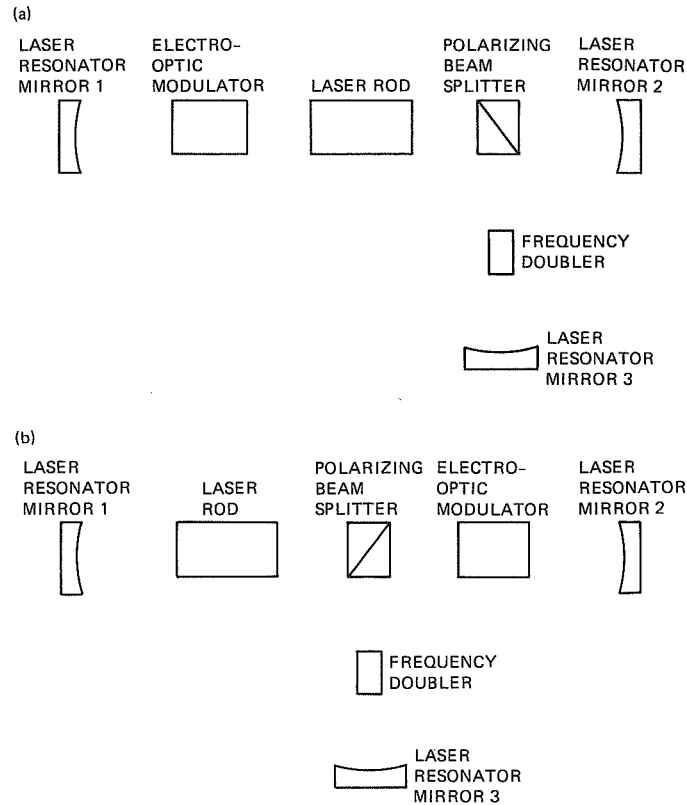 (a)
LASER
RESONATOR
MIRROR 1
ELECTRO-
OPTIC
MODULATOR
LASER ROD
POLARIZING
BEAM
SPLITTER
LASER
RESONATOR
MIRROR 2
FREQUENCY
DOUBLER
LASER
RESONATOR
MIRROR 3
(b)
LASER
RESONATOR
MIRROR 1
LASER
ROD
POLARIZING
BEAM
SPLITTER
ELECTRO-
OPTIC
MODULATOR
LASER
RESONATOR
MIRROR 2
FREQUENCY
DOUBLER
LASER
RESONATOR
MIRROR 3